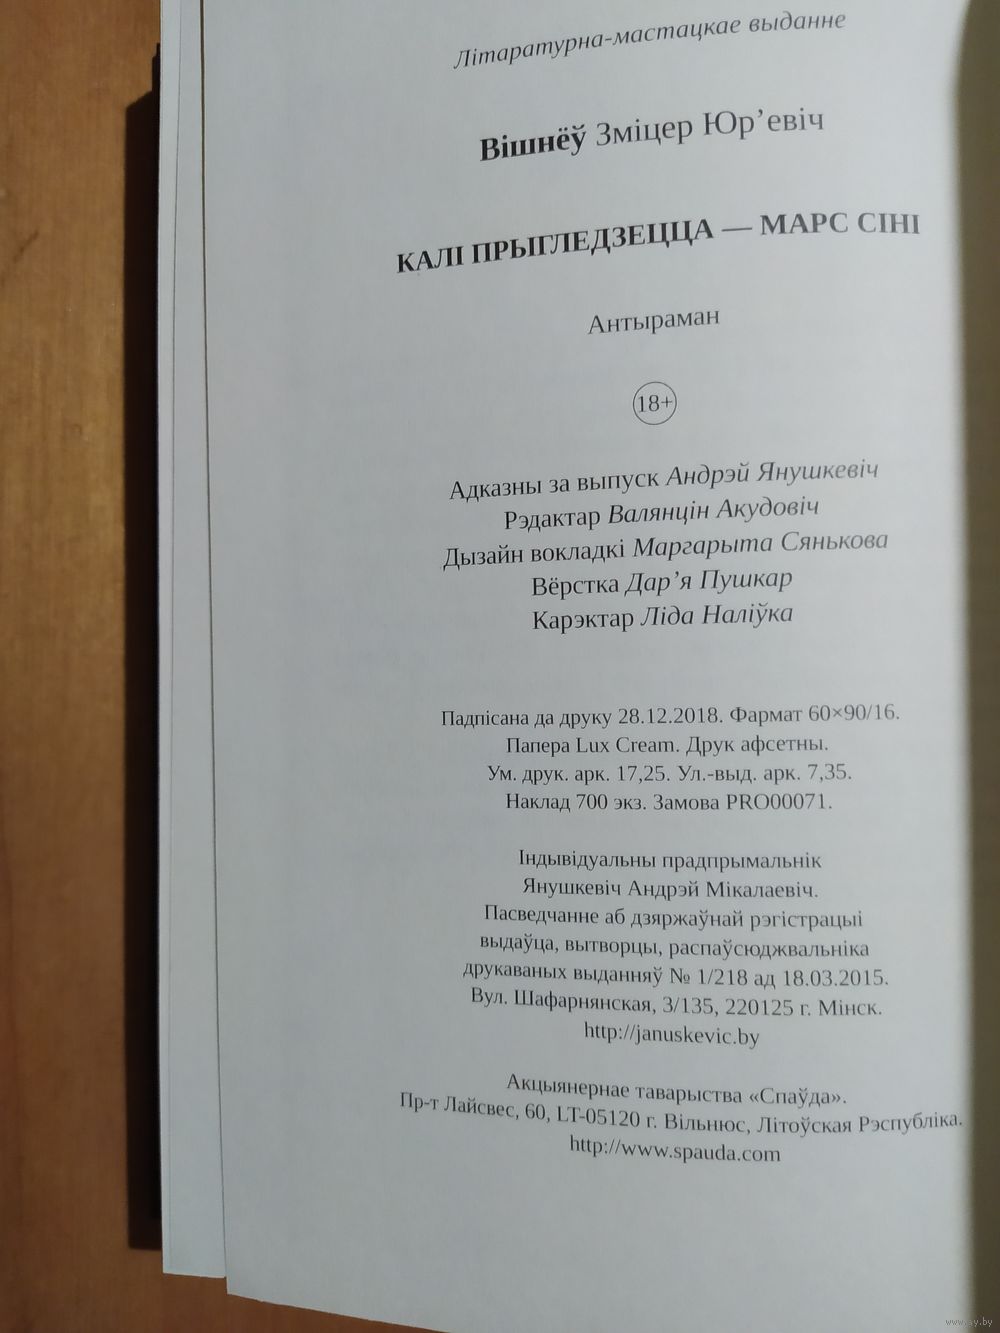 Літаратурна-мастацкае выданне
Вішнёў Зміцер Юр’евіч
КАЛІ ПРЫГЛЕДЗЕЦЦА — МАРС СІНІ
Антыраман
18+
Адказны за выпуск Андрэй Янушкевіч
Рэдактар Валянцін Акудовіч
Дызайн вокладкі Маргарыта Сянькова
Вёрстка Дар’я Пушкар
Карэктар Ліда Наліўка
Падпісана да друку 28.12.2018. Фармат 60×90/16.
Папера Lux Cream. Друк афсетны.
Ум. друк. арк. 17,25. Ул.-выд. арк. 7,35.
Наклад 700 экз. Замова PRO00071.
Індывідуальны прадпрымальнік
Янушкевіч Андрэй Мікалаевіч.
Пасведчанне аб дзяржаўнай рэгістрацыі
выдаўца, вытворцы, распаўсюджвальніка
друкаваных выданняў № 1/218 ад 18.03.2015.
Вул. Шафарнянская, 3/135, 220125 г. Мінск.
http://januskevic.by
Акцыянернае таварыства «Спаўда».
Пр-т Лайсвес, 60, LT-05120 г. Вільнюс, Літоўская Рэспубліка.
http://www.spauda.com
www.ay.by